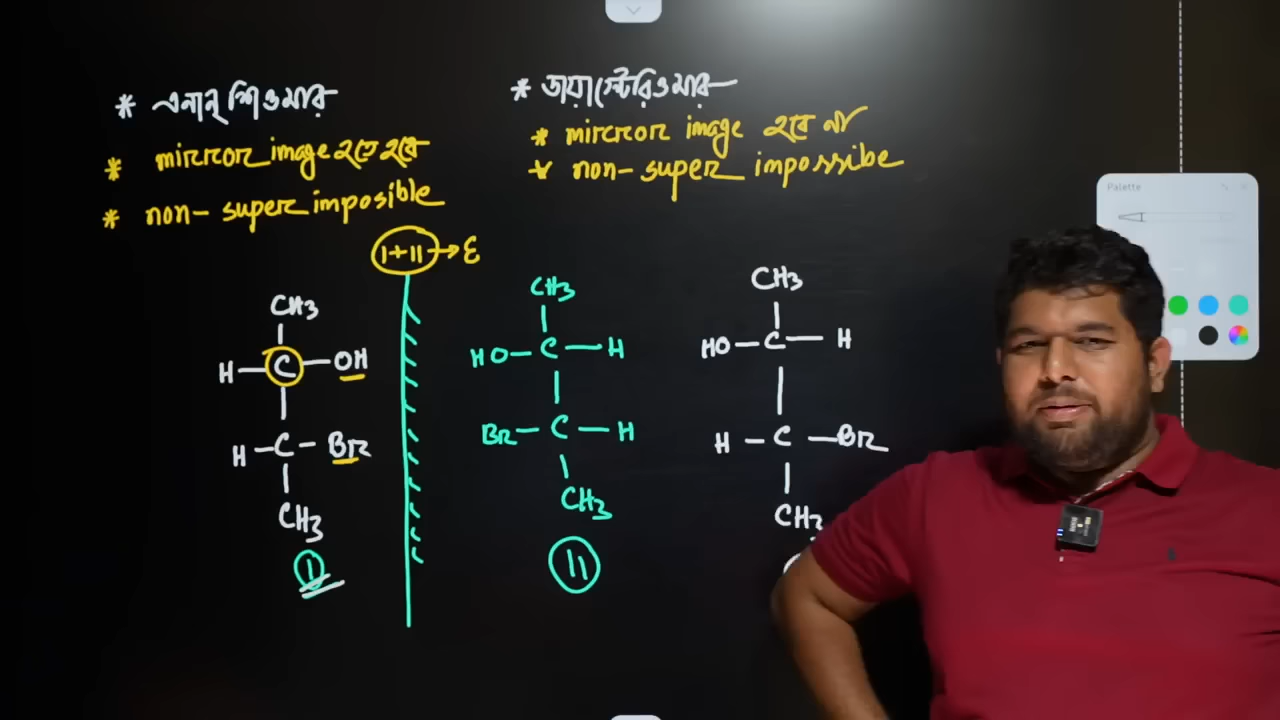 * এনানৃশিওমার
* mirror image হতে হবে
* non-super imposible
1+11→E
* ডায়াস্টেরিওমার
* mirror image হবে না
* non-super impossibe
CH3
H-C-OH
H-C-Br
CH3
1
CH3
HO-C-H
Br-C-H
CH3
11
CH3
HO-C-H
H-C-Br
CH3
Palette